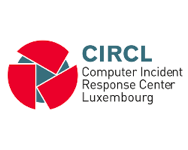 CIRCL
Computer Incident
Response Center
Luxembourg